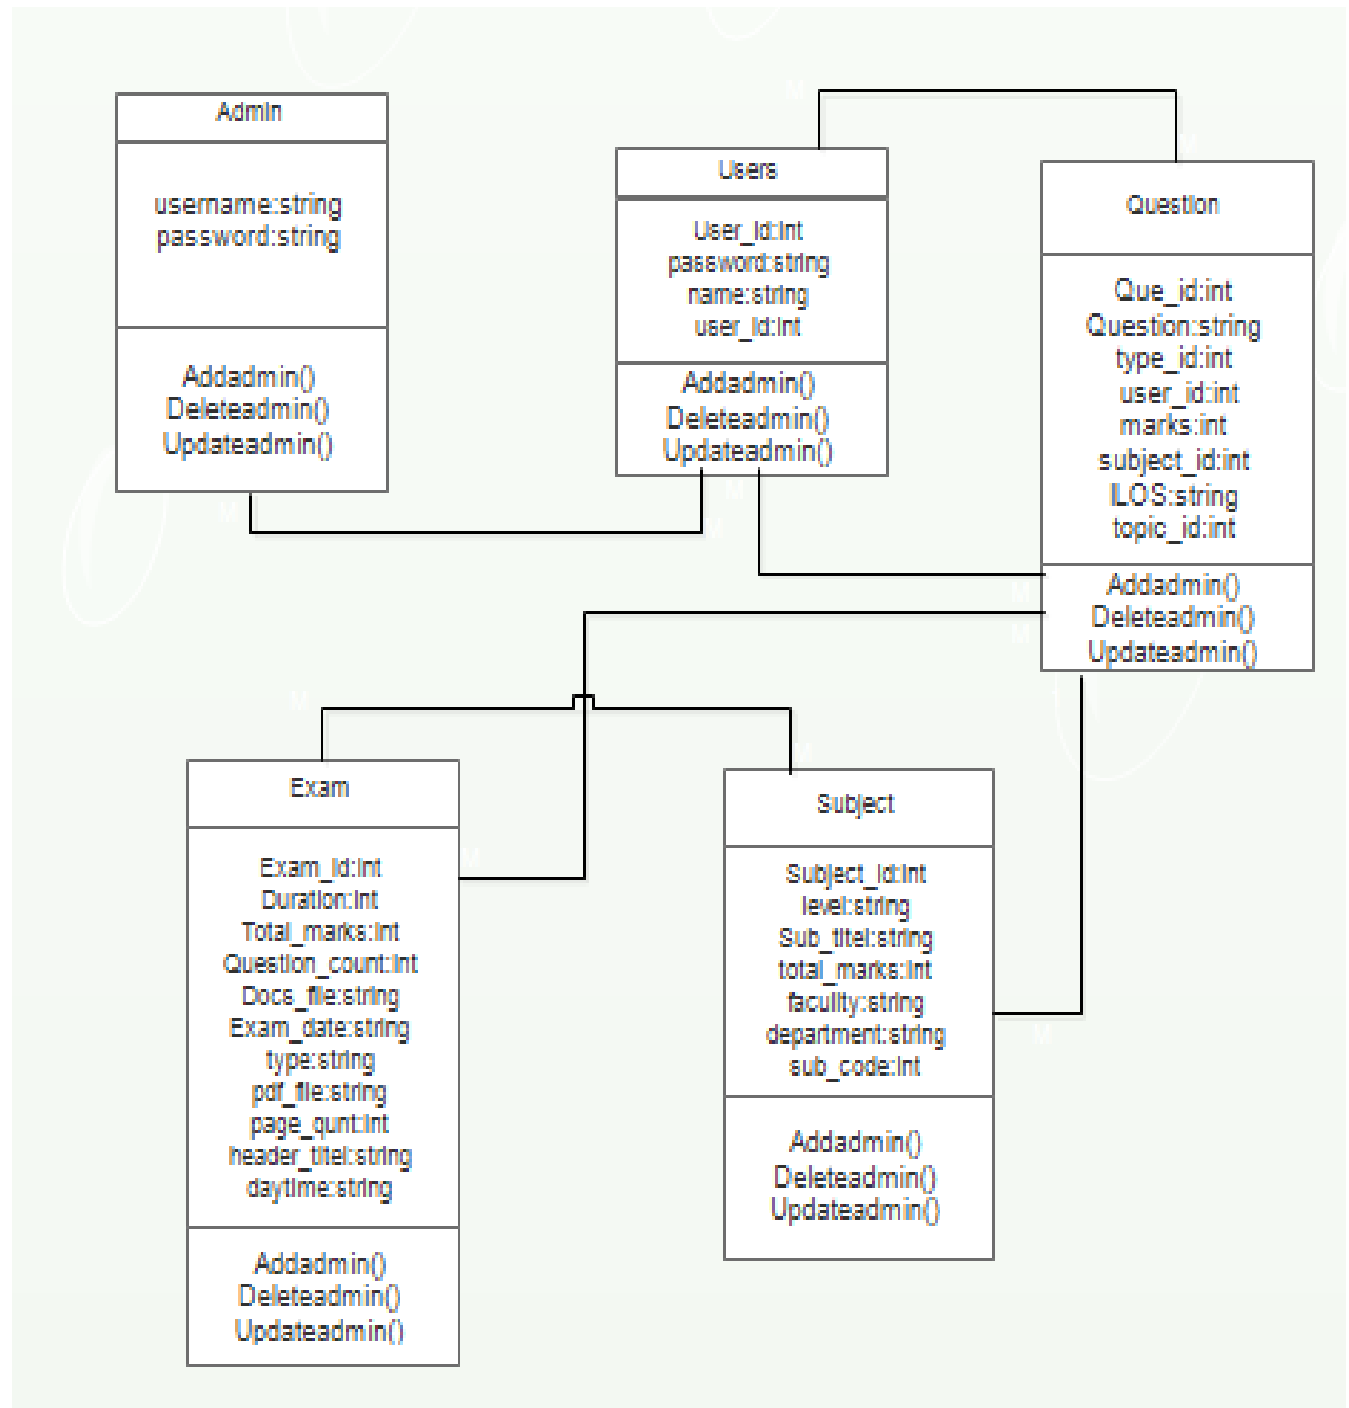 Admin
username:string
password:string
Addadmin()
Deleteadmin()
Updateadmin()
Users
User_id:int
password:string
name:string
user_id:int
Addadmin()
Deleteadmin()
Updateadmin()
Question
Que_id:int
Question:string
type_id:int
user_id:int
marks:int
subject_id:int
ILOS:string
topic_id:int
Addadmin()
Deleteadmin()
Updateadmin()
Exam
Exam_id:int
Duration:int
Total_marks:int
Question_count:int
Docs_file:string
Exam_date:string
type:string
pdf_file:string
page_qunt:int
header_titel:string
daytime:string
Addadmin()
Deleteadmin()
Updateadmin()
Subject
Subject_id:int
level:string
Sub_titel:string
total_marks:int
faculity:string
department:string
sub_code:int
Addadmin()
Deleteadmin()
Updateadmin()
M
M
M
M
M
M
M
M
M
M
M